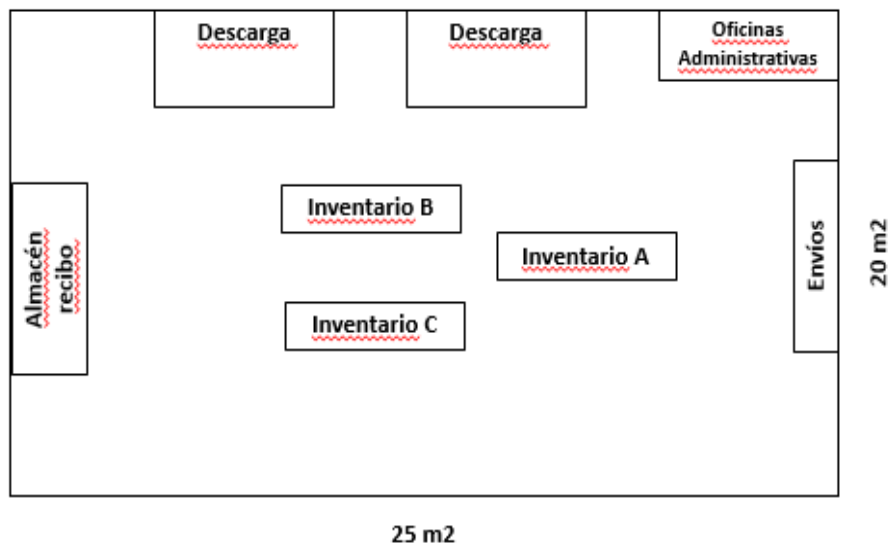 Descarga
Descarga
Oficinas
Administrativas
Inventario B
Inventario A
Almacén
recibo
Envíos
20 m2
Inventario C
25 m2